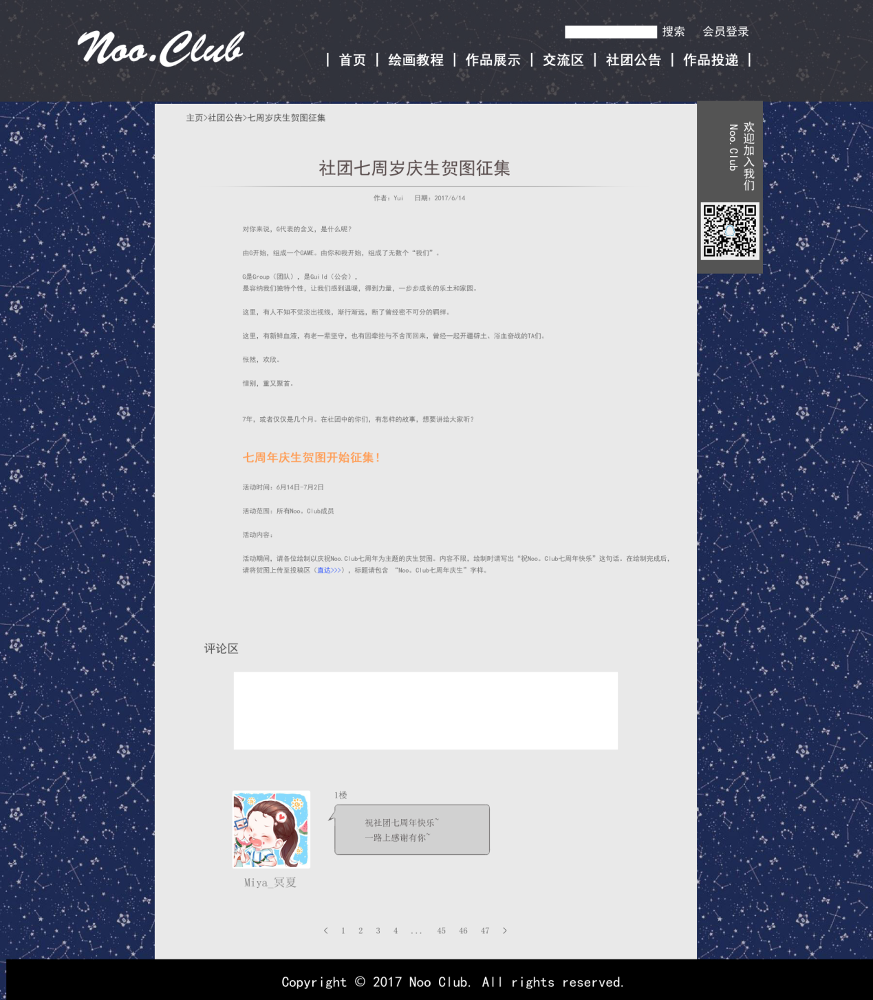 Noo.Club
搜索 会员登录
| 首页 | 绘画教程 | 作品展示 | 交流区 | 社团公告 | 作品投递 |
主页>社团公告>七周岁庆生贺图征集
欢迎加入我们
Noo.Club
社团七周岁庆生贺图征集
作者：Yui 日期：2017/6/14
对你来说，G代表的含义，是什么呢？
由G开始，组成一个GAME。由你和我开始，组成了无数个“我们”。
G是Group（团队），是Guild（公会），
是容纳我们独特个性，让我们感到温暖，得到力量，一步步成长的乐土和家园。
这里，有人不知不觉淡出视线，渐行渐远，断了曾经密不可分的羁绊。
这里，有新鲜血液，有老一辈坚守，也有因牵挂与不舍而回来，曾经一起开疆辟土、浴血奋战的TA们。
怅然，欢欣。
惜别，重又聚首。
7年，或者仅仅是几个月。在社团中的你们，有怎样的故事，想要讲给大家听？
七周年庆生贺图开始征集！
活动时间：6月14日-7月2日
活动范围：所有Noo。Club成员
活动内容：
活动期间，请各位绘制以庆祝Noo.Club七周年为主题的庆生贺图。内容不限，绘制时请写出“祝Noo。Club七周年快乐”这句话。在绘制完成后，
请将贺图上传至投稿区（直达>>>），标题请包含 “Noo。Club七周年庆生”字样。
评论区
1楼
祝社团七周年快乐~
一路上感谢有你~
Miya_冥夏
< 1 2 3 4 ... 45 46 47 >
Copyright © 2017 Noo Club. All rights reserved.